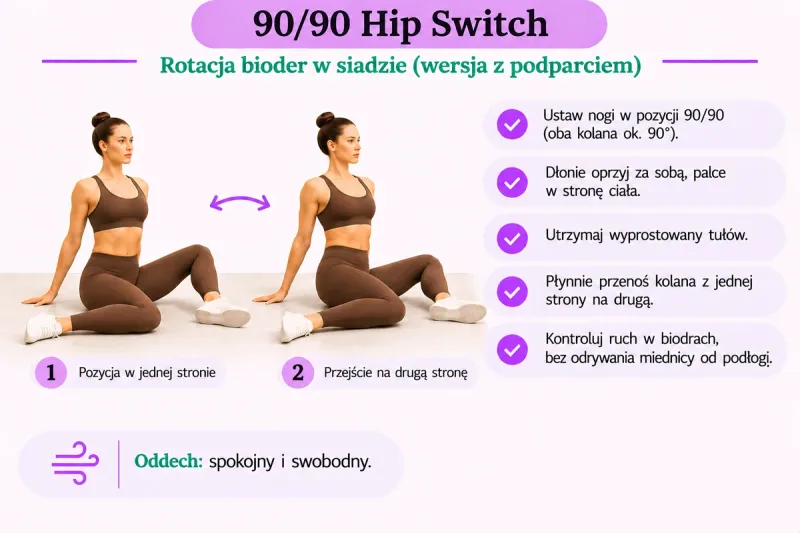 90/90 Hip Switch
Rotacja bioder w siadzie (wersja z podparciem)
Ustaw nogi w pozycji 90/90
(oba kolana ok. 90°).
Dłonie oprzyj za sobą, palce
w stronę ciała.
Utrzymaj wyprostowany tułów.
Płynnie przenoś kolana z jednej
strony na drugą.
Kontroluj ruch w biodrach,
bez odrywania miednicy od podłogi.
1 Pozycja w jednej stronie
2 Przejście na drugą stronę
Oddech: spokojny i swobodny.